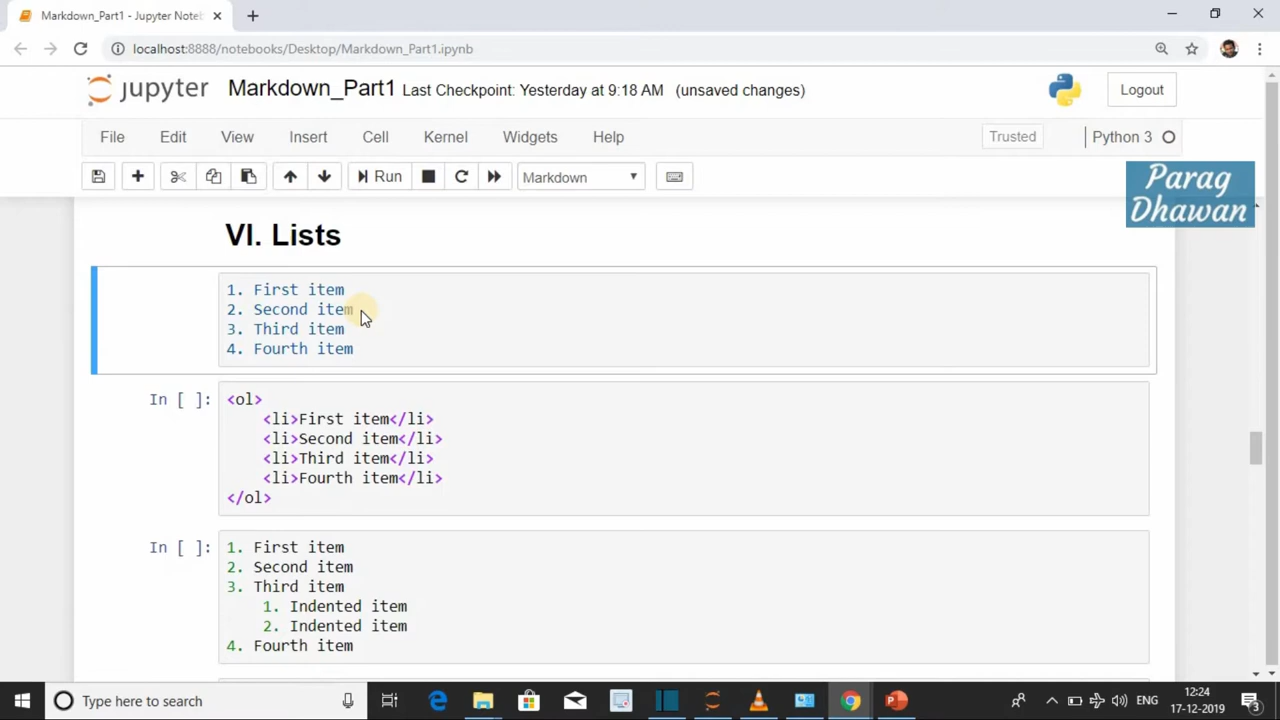 Markdown_Part1 - Jupyter Noteb
localhost:8888/notebooks/Desktop/Markdown_Part1.ipynb
jupyter Markdown_Part1 Last Checkpoint: Yesterday at 9:18 AM (unsaved changes)
Logout
File Edit View Insert Cell Kernel Widgets Help
Trusted
Python 3
Run
Markdown
Parag
Dhawan
VI. Lists
1. First item
2. Second item
3. Third item
4. Fourth item
In [ ]:
<ol>
<li>First item</li>
<li>Second item</li>
<li>Third item</li>
<li>Fourth item</li>
</ol>
In [ ]:
1. First item
2. Second item
3. Third item
1. Indented item
2. Indented item
4. Fourth item
Type here to search
ENG
12:24
17-12-2019
3